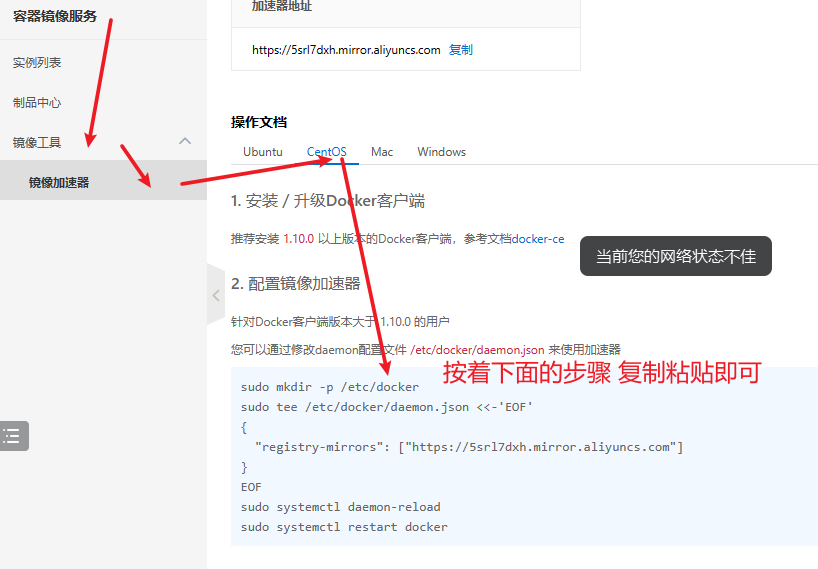 容器镜像服务
实例列表
制品中心
镜像工具
镜像加速器
加速器地址
https://5srl7dxh.mirror.aliyuncs.com 复制
操作文档
Ubuntu CentOS Mac Windows
1. 安装 / 升级Docker客户端
推荐安装 1.10.0 以上版本的Docker客户端，参考文档docker-ce
当前您的网络状态不佳
2. 配置镜像加速器
针对Docker客户端版本大于 1.10.0 的用户
您可以通过修改daemon配置文件 /etc/docker/daemon.json 来使用加速器
按着下面的步骤 复制粘贴即可
sudo mkdir -p /etc/docker
sudo tee /etc/docker/daemon.json <<-'EOF'
{
"registry-mirrors": ["https://5srl7dxh.mirror.aliyuncs.com"]
}
EOF
sudo systemctl daemon-reload
sudo systemctl restart docker